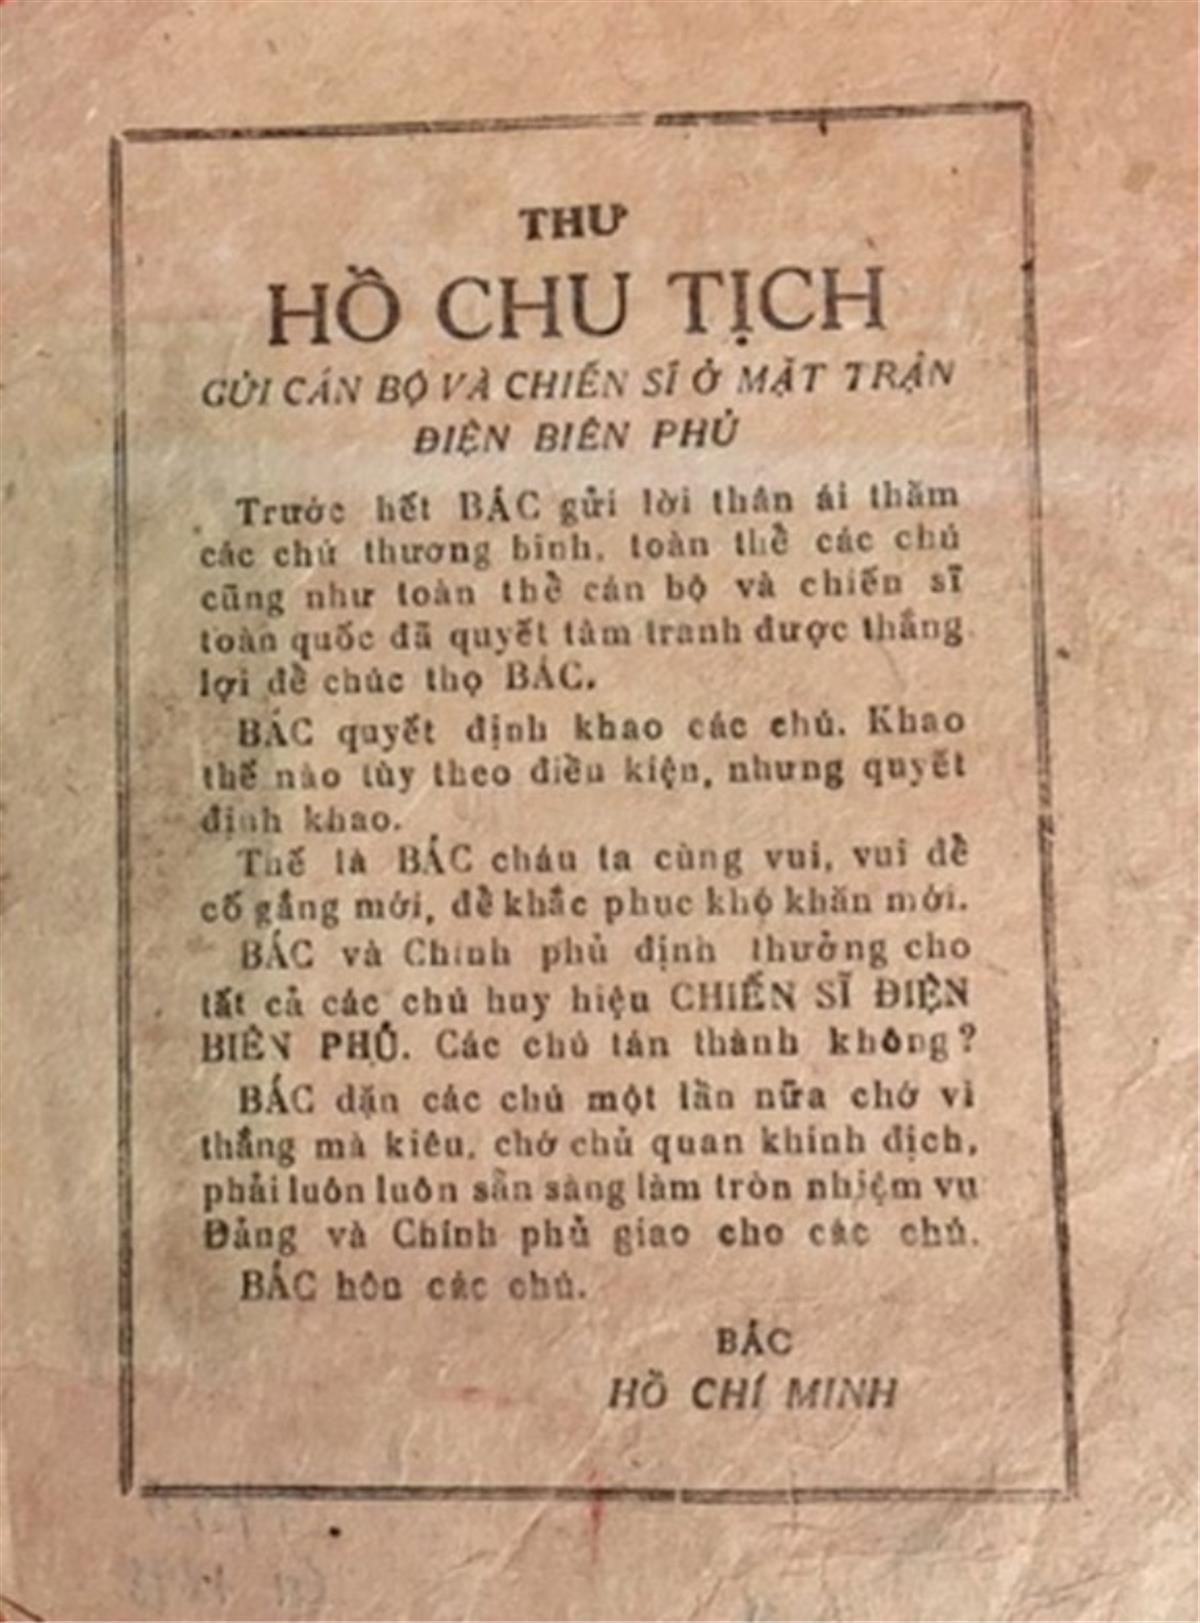 THƯ
HỒ CHU TỊCH
GỬI CÁN BỘ VÀ CHIẾN SĨ Ở MẶT TRẬN
ĐIỆN BIÊN PHỦ
Trước hết BÁC gửi lời thân ái thăm
các chú thương binh, toàn thể các chú
cũng như toàn thể cán bộ và chiến sĩ
toàn quốc đã quyết tâm tranh được thắng
lợi để chúc thọ BÁC.
BÁC quyết định khao các chú. Khao
thế nào tùy theo điều kiện, nhưng quyết
định khao.
Thế là BÁC cháu ta cùng vui, vui để
cố gắng mới, để khắc phục khó khăn mới.
BÁC và Chính phủ định thưởng cho
tất cả các chú huy hiệu CHIẾN SĨ ĐIỆN
BIÊN PHỦ. Các chú tán thành không?
BÁC dặn các chú một lần nữa chớ vì
thắng mà kiêu, chớ chủ quan khinh địch,
phải luôn luôn sẵn sàng làm tròn nhiệm vụ
Đảng và Chính phủ giao cho các chú.
BÁC hôn các chú.
BÁC
HỒ CHÍ MINH